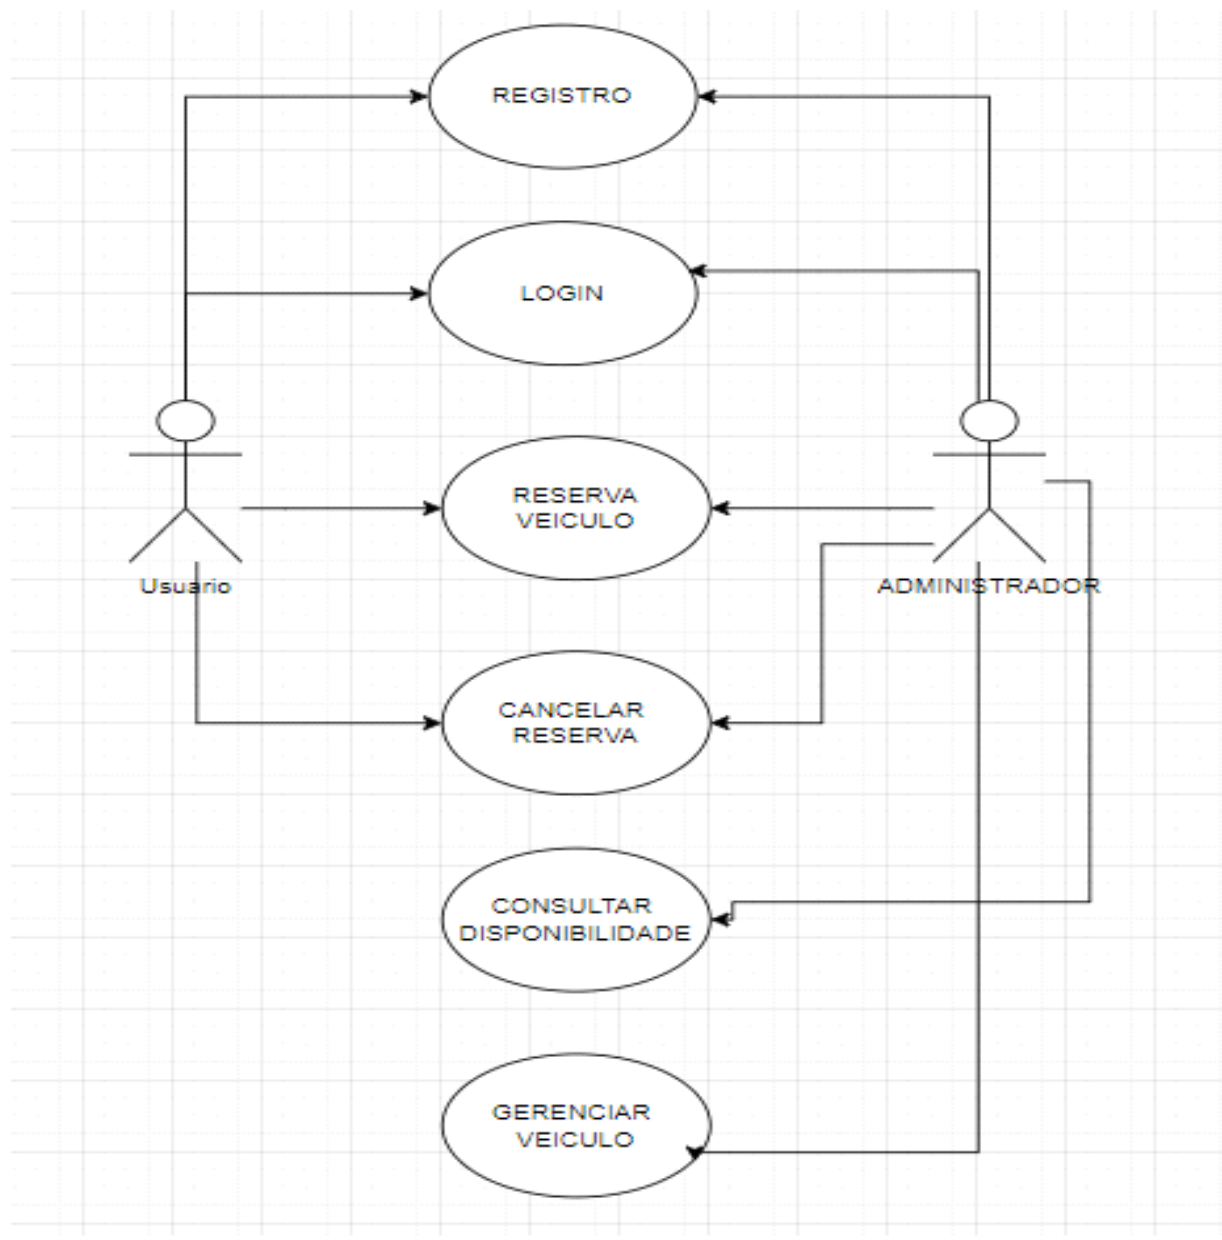 REGISTRO
LOGIN
RESERVA
VEICULO
Usuario
ADMINISTRADOR
CANCELAR
RESERVA
CONSULTAR
DISPONIBILIDADE
GERENCIAR
VEICULO